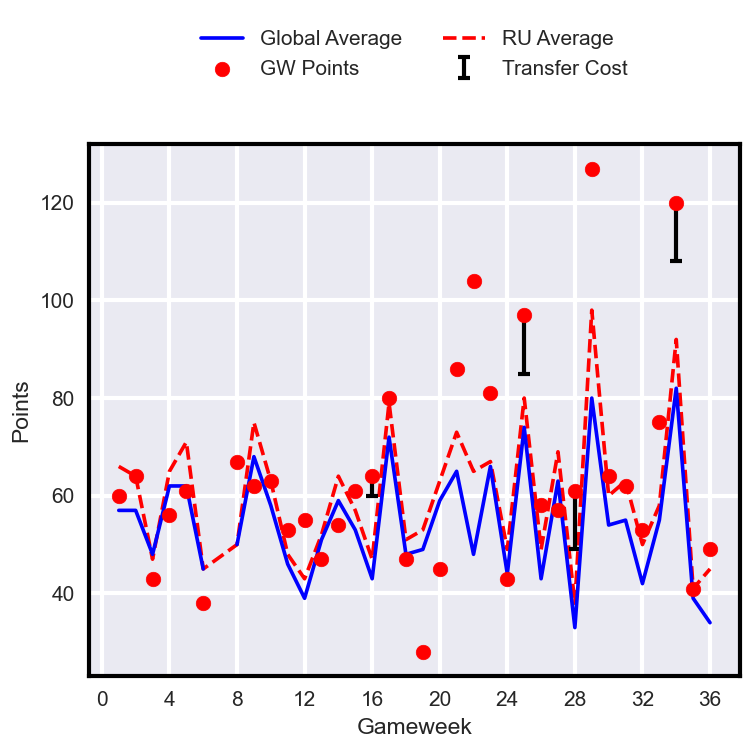 Global Average
RU Average
GW Points
Transfer Cost
120
100
80
60
40
Points
0 4 8 12 16 20 24 28 32 36
Gameweek